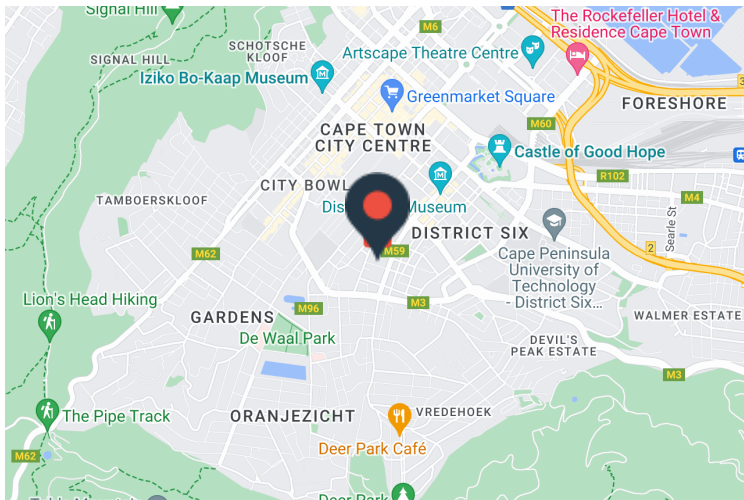 Signal Hill
M6
The Rockefeller Hotel &
Residence Cape Town
SCHOTSCHE
KLOOF
Artscape Theatre Centre
SIGNAL HILL
Iziko Bo-Kaap Museum
3
Greenmarket Square
FORESHORE
CAPE TOWN
CITY CENTRE
M60
Castle of Good Hope
R102
CITY BOWL
M4
TAMBOERSKLOOF
Dis
Museum
DISTRICT SIX
Searle St
M62
M59
2
Cape Peninsula
University of
Technology
- District Six...
Lion's Head Hiking
M96
M3
GARDENS
WALMER ESTATE
De Waal Park
DEVIL'S
PEAK ESTATE
M3
The Pipe Track
ORANJEZICHT
VREDEHOEK
Deer Park Café
M62
Deer Park